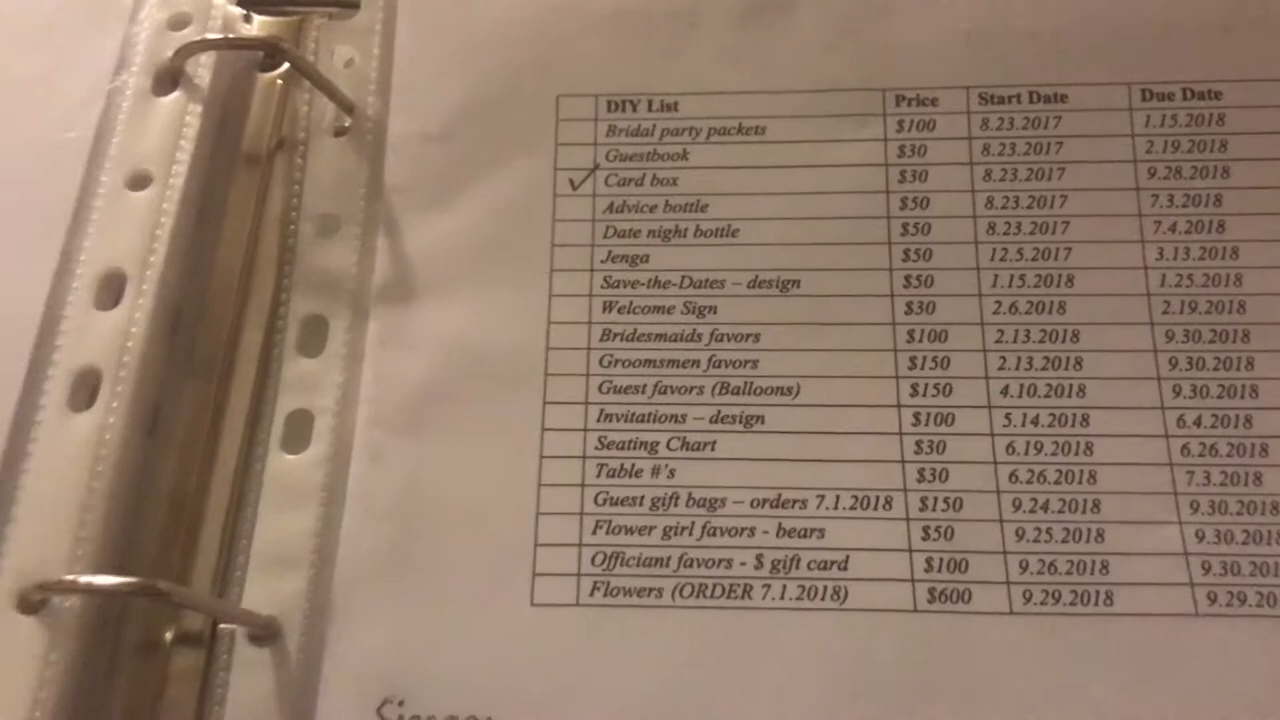 DIY List Price Start Date Due Date
Bridal party packets $100 8.23.2017 1.15.2018
Guestbook $30 8.23.2017 2.19.2018
✓ Card box $30 8.23.2017 9.28.2018
Advice bottle $50 8.23.2017 7.3.2018
Date night bottle $50 8.23.2017 7.4.2018
Jenga $50 12.5.2017 3.13.2018
Save-the-Dates – design $50 1.15.2018 1.25.2018
Welcome Sign $30 2.6.2018 2.19.2018
Bridesmaids favors $100 2.13.2018 9.30.2018
Groomsmen favors $150 2.13.2018 9.30.2018
Guest favors (Balloons) $150 4.10.2018 9.30.2018
Invitations – design $100 5.14.2018 6.4.2018
Seating Chart $30 6.19.2018 6.26.2018
Table #'s $30 6.26.2018 7.3.2018
Guest gift bags – orders 7.1.2018 $150 9.24.2018 9.30.2018
Flower girl favors - bears $50 9.25.2018 9.30.2018
Officiant favors - $ gift card $100 9.26.2018 9.30.201
Flowers (ORDER 7.1.2018) $600 9.29.2018 9.29.20